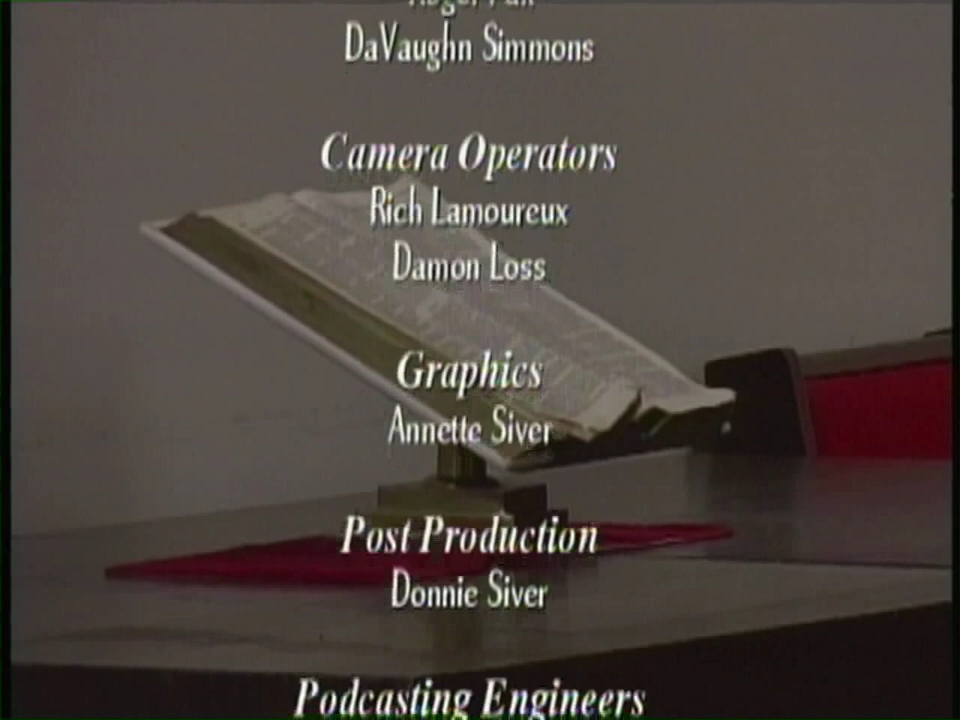 DaVaughn Simmons
Camera Operators
Rich Lamoureux
Damon Loss
Graphics
Annette Siver
Post Production
Donnie Siver
Podcasting Engineers